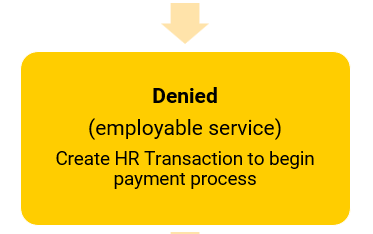 Denied
(employable service)
Create HR Transaction to begin
payment process